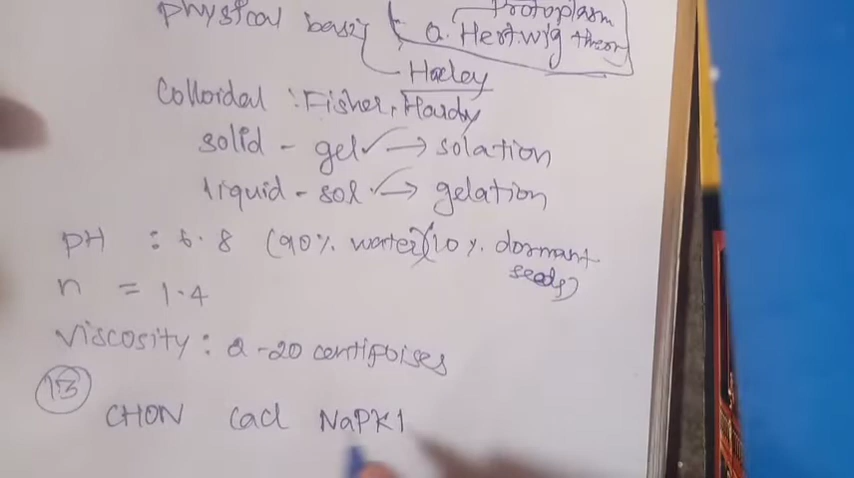 Protoplasm
physical basis a. Hertwig theory
Haxley
Colloidal : Fisher, Hardy
solid - gel → solation
liquid - sol → gelation
pH : 6.8 (90% water) (10% dormant
seeds)
n = 1.4
viscosity : 2-20 centipoises
13
CHON Cacl NaPK1